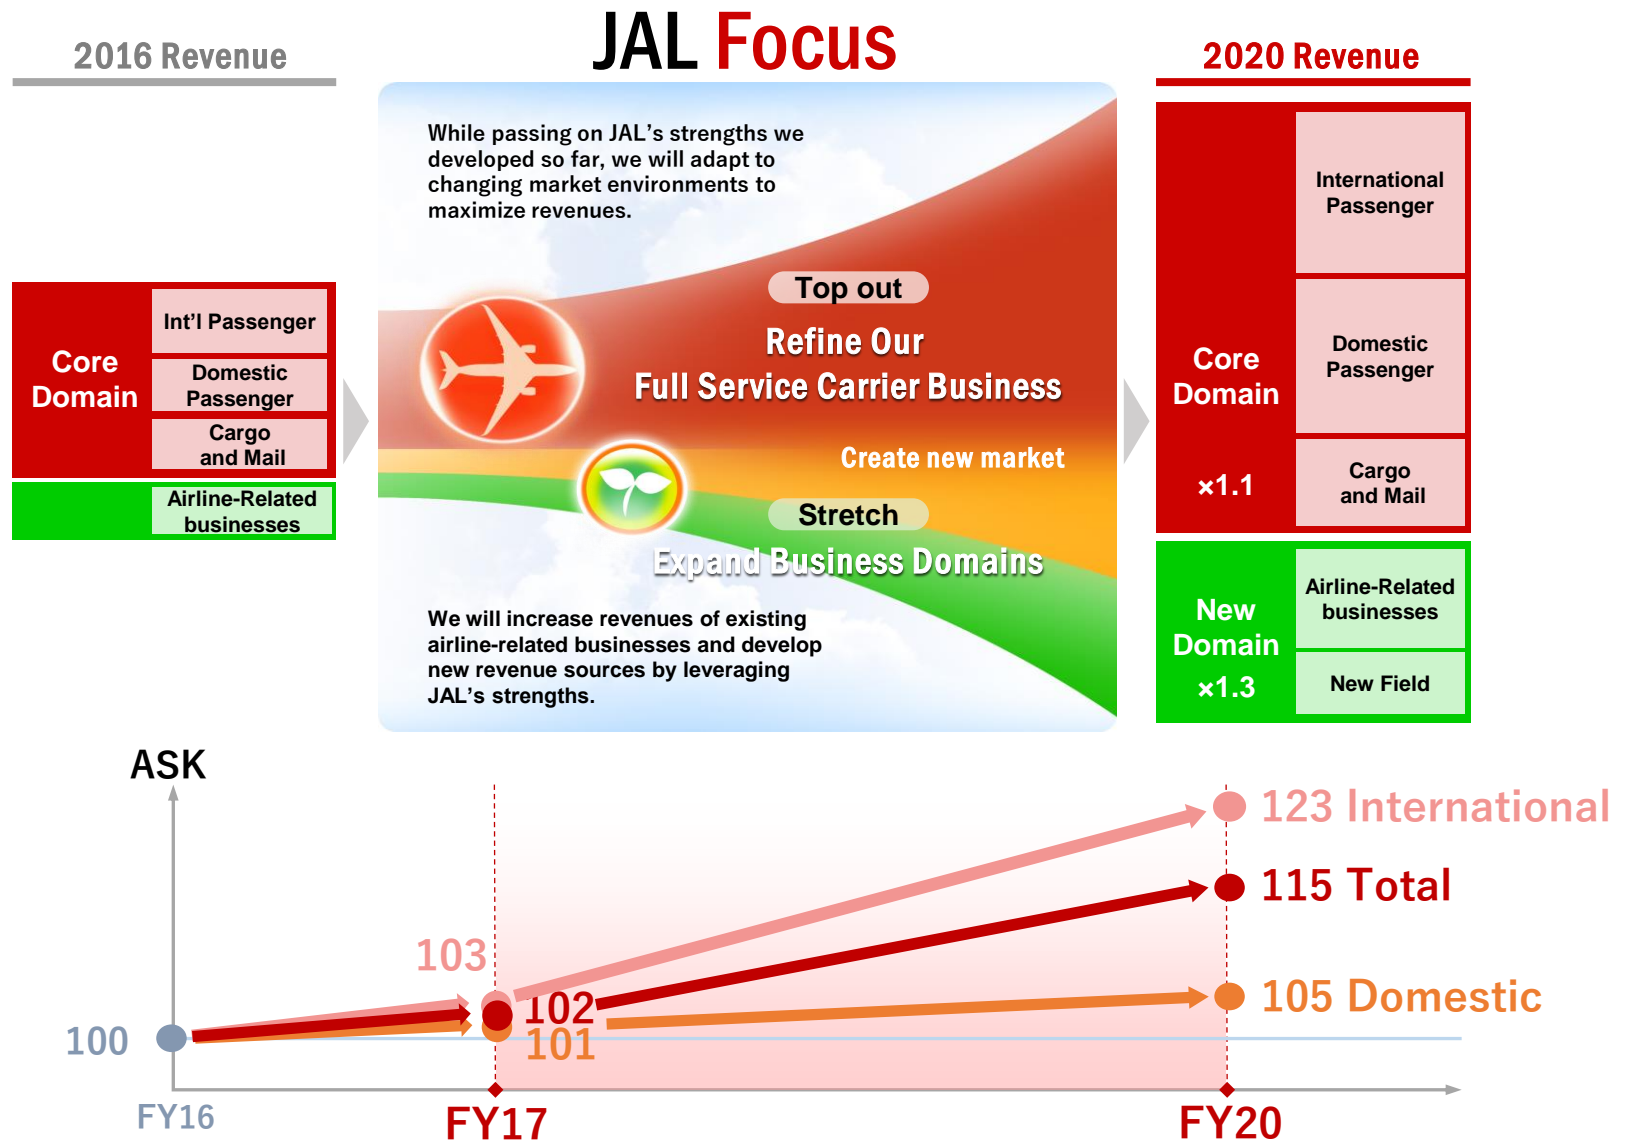 JAL Focus
2016 Revenue
Core
Domain
Int'l Passenger
Domestic
Passenger
Cargo
and Mail
Airline-Related
businesses
While passing on JAL's strengths we
developed so far, we will adapt to
changing market environments to
maximize revenues.
Top out
Refine Our
Full Service Carrier Business
Create new market
Stretch
Expand Business Domains
We will increase revenues of existing
airline-related businesses and develop
new revenue sources by leveraging
JAL's strengths.
2020 Revenue
Core
Domain
×1.1
International
Passenger
Domestic
Passenger
Cargo
and Mail
New
Domain
×1.3
Airline-Related
businesses
New Field
ASK
123 International
115 Total
103
102
105 Domestic
100
101
FY16
FY17
FY20